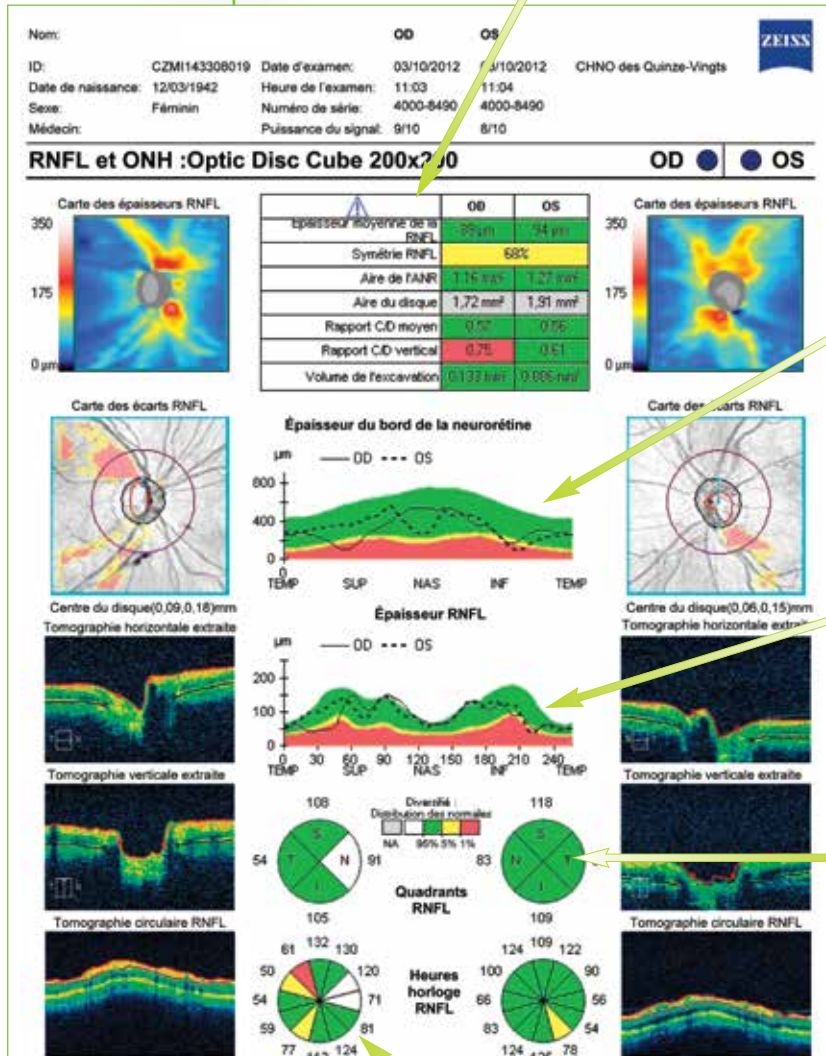 Nom: OD OS
ZEISS
ID: CZMI143308019 Date d'examen: 03/10/2012 03/10/2012 CHNO des Quinze-Vingts
Date de naissance: 12/03/1942 Heure de l'examen: 11:03 11:04
Sexe: Féminin Numéro de série: 4000-8490 4000-8490
Médecin: Puissance du signal: 9/10 8/10
RNFL et ONH :Optic Disc Cube 200x200 OD OS
Carte des épaisseurs RNFL
350
175
0 µm
OD OS
Épaisseur moyenne de la RNFL 94 µm
Symétrie RNFL 68%
Aire de l'ANR 1,16 mm² 1,27 mm²
Aire du disque 1,72 mm² 1,91 mm²
Rapport C/D moyen 0,56
Rapport C/D vertical 0,75 0,61
Volume de l'excavation 0,133 mm³
Carte des épaisseurs RNFL
350
175
0 µm
Carte des écarts RNFL
Centre du disque(0,09,0,18)mm
Épaisseur du bord de la neurorétine
µm OD OS
800
400
0
0
TEMP SUP NAS INF TEMP
Carte des écarts RNFL
Centre du disque(0,06,0,15)mm
Tomographie horizontale extraite
Épaisseur RNFL
µm OD OS
200
100
0
0 30 60 90 120 150 180 210 240
TEMP SUP NAS INF TEMP
Tomographie horizontale extraite
Tomographie verticale extraite
Tomographie verticale extraite
108
S
54 T N 91
I
105
Diversifié :
Distribution des normales
NA 95% 5% 1%
Quadrants
RNFL
118
S
83 N T
I
109
Tomographie circulaire RNFL
Tomographie circulaire RNFL
61 132 130
50 120
54 71
59 81
77 124
Heures
horloge
RNFL
124 109 122
100 90
66 56
83 54
124 78